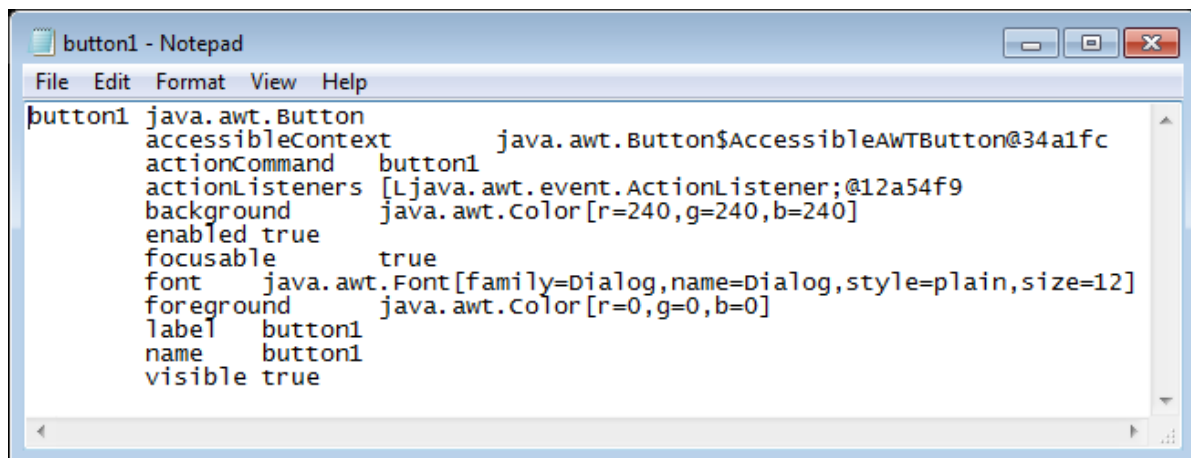 button1 - Notepad
File Edit Format View Help
button1 java.awt.Button
accessibleContext java.awt.Button$AccessibleAWTButton@34a1fc
actionCommand button1
actionListeners [Ljava.awt.event.ActionListener;@12a54f9
background java.awt.Color[r=240,g=240,b=240]
enabled true
focusable true
font java.awt.Font[family=Dialog,name=Dialog,style=plain,size=12]
foreground java.awt.Color[r=0,g=0,b=0]
label button1
name button1
visible true